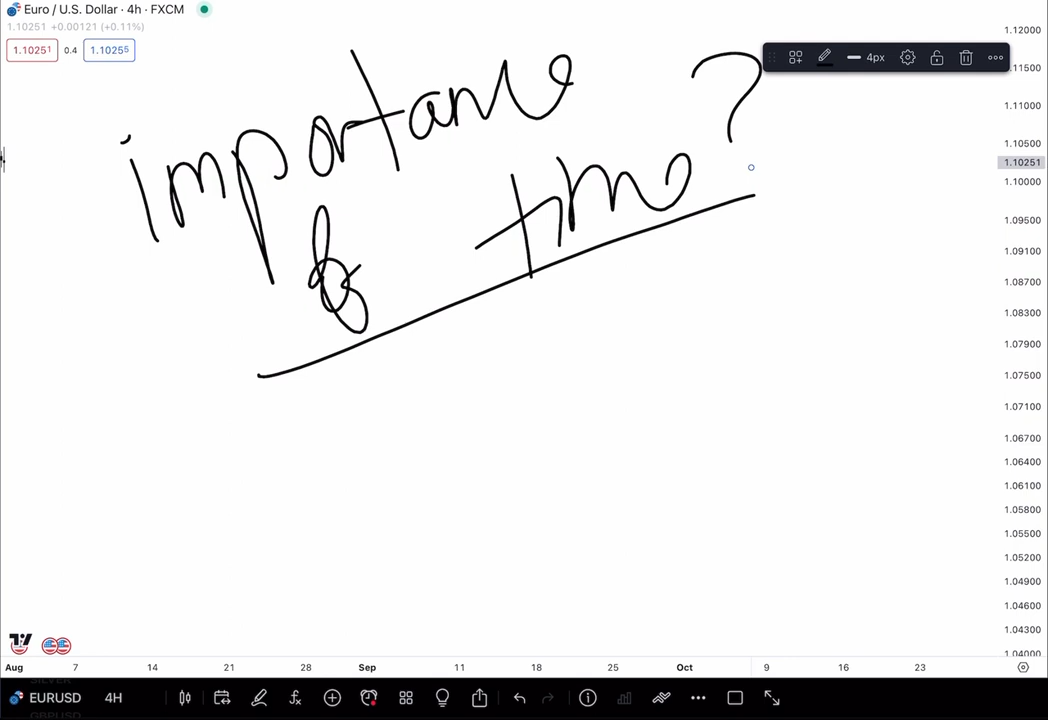 Euro / U.S. Dollar · 4h · FXCM
1.10251 +0.00121 (+0.11%)
1.10251 0.4 1.10255
4px
importance ?
of time
1.12000
1.11500
1.11000
1.10500
1.10251
1.10000
1.09500
1.09100
1.08700
1.08300
1.07900
1.07500
1.07100
1.06700
1.06400
1.06100
1.05800
1.05500
1.05200
1.04900
1.04600
1.04300
1.04000
Aug 7 14 21 28 Sep 11 18 25 Oct 9 16 23
SILVER
EURUSD 4H
GBPUSD